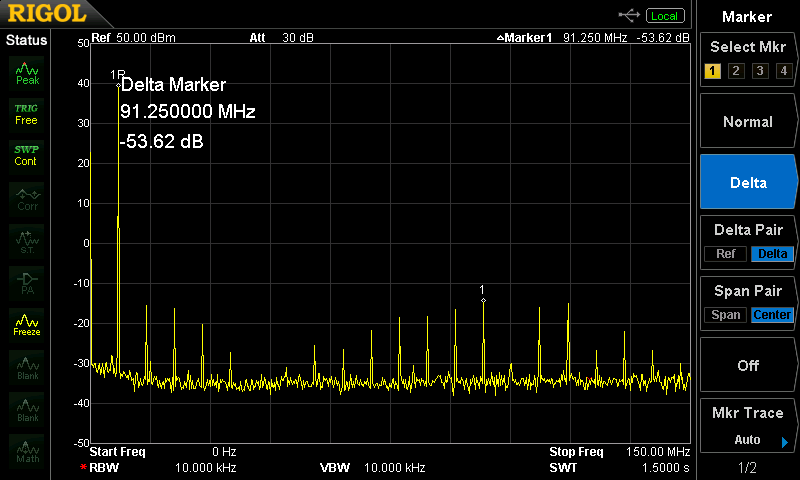 RIGOL
Local
Marker
Status
Ref 50.00 dBm Att 30 dB ▵Marker1 91.250 MHz -53.62 dB
Select Mkr
1 2 3 4
Peak
TRIG
Free
SWP
Cont
Corr
S.T.
PA
Freeze
Blank
Blank
Math
50
40
30
20
10
0
-10
-20
-30
-40
-50
1R
Delta Marker
91.250000 MHz
-53.62 dB
1
Normal
Delta
Delta Pair
Ref Delta
Span Pair
Span Center
Off
Mkr Trace
Auto
1/2
Start Freq 0 Hz Stop Freq 150.00 MHz
*RBW 10.000 kHz VBW 10.000 kHz SWT 1.5000 s